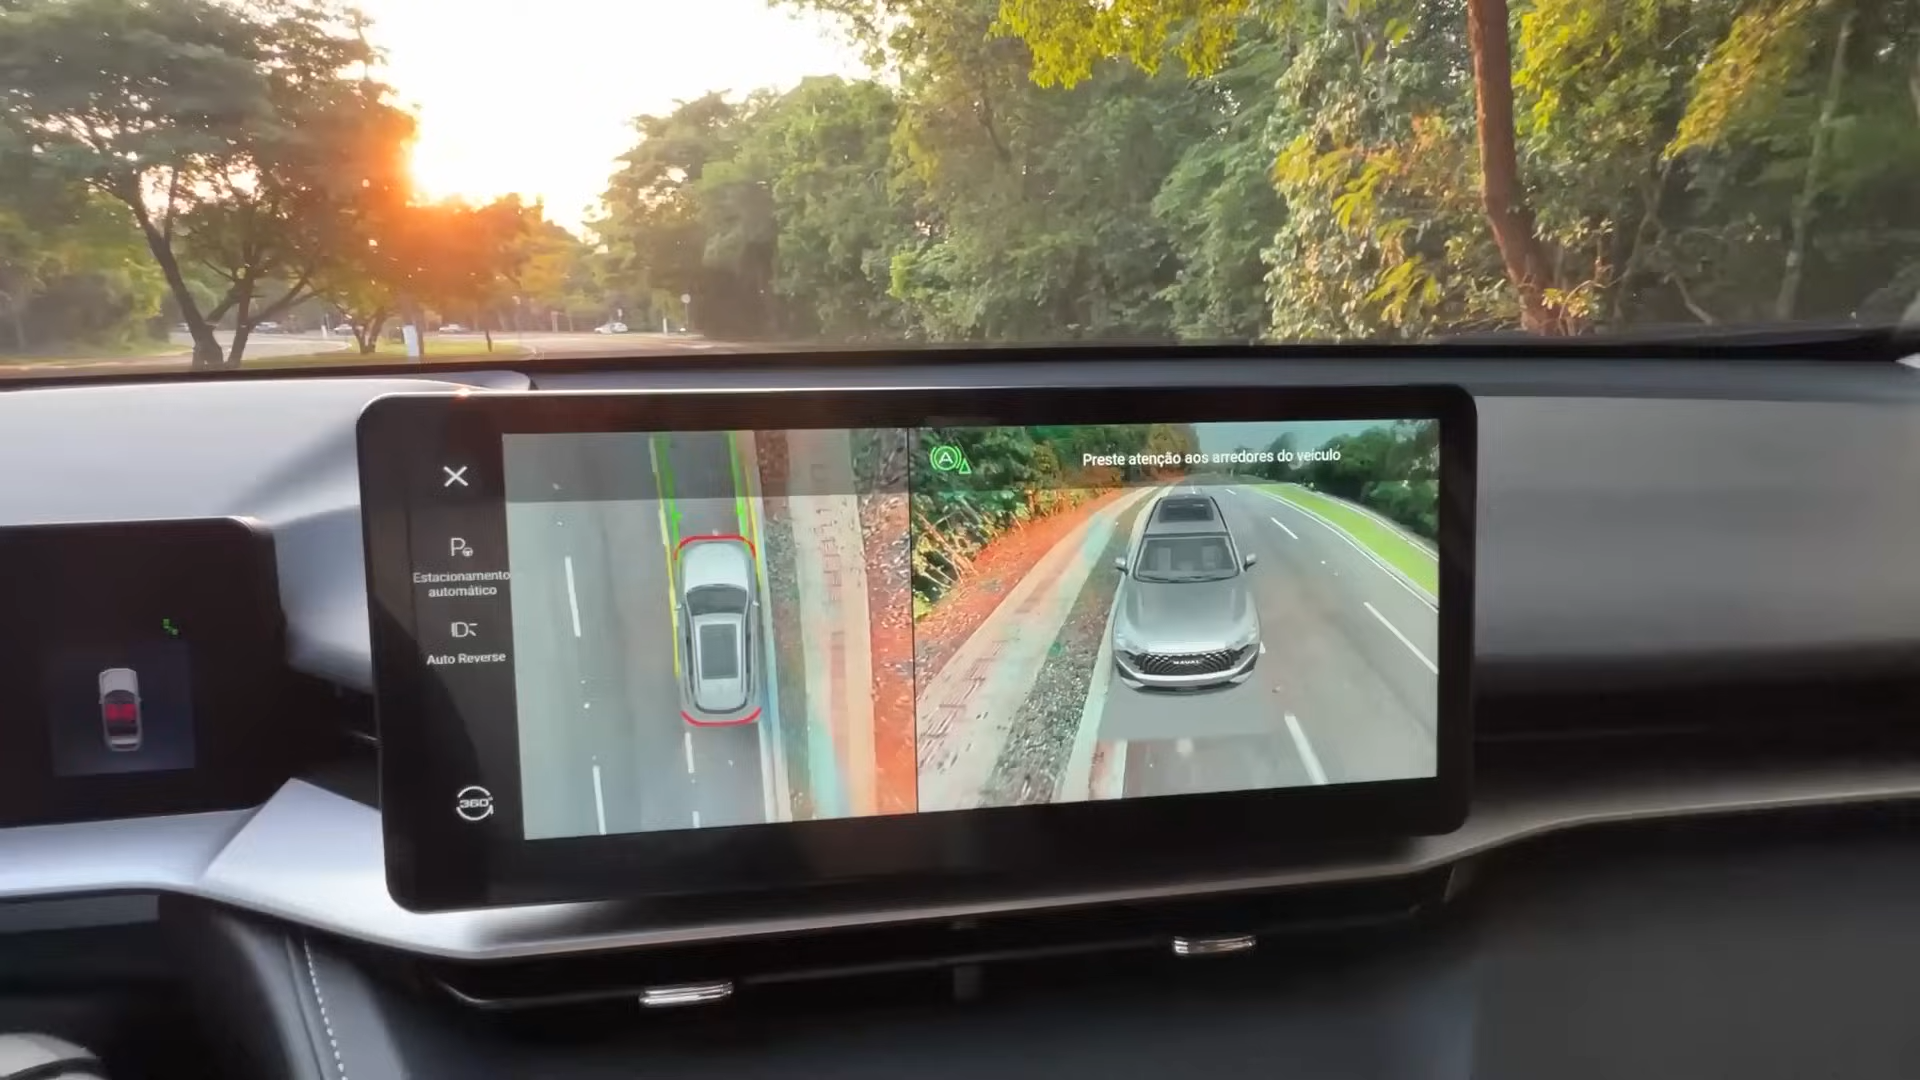 Preste atenção aos arredores do veículo
Estacionamento
automático
Auto Reverse
360°
HAVAL